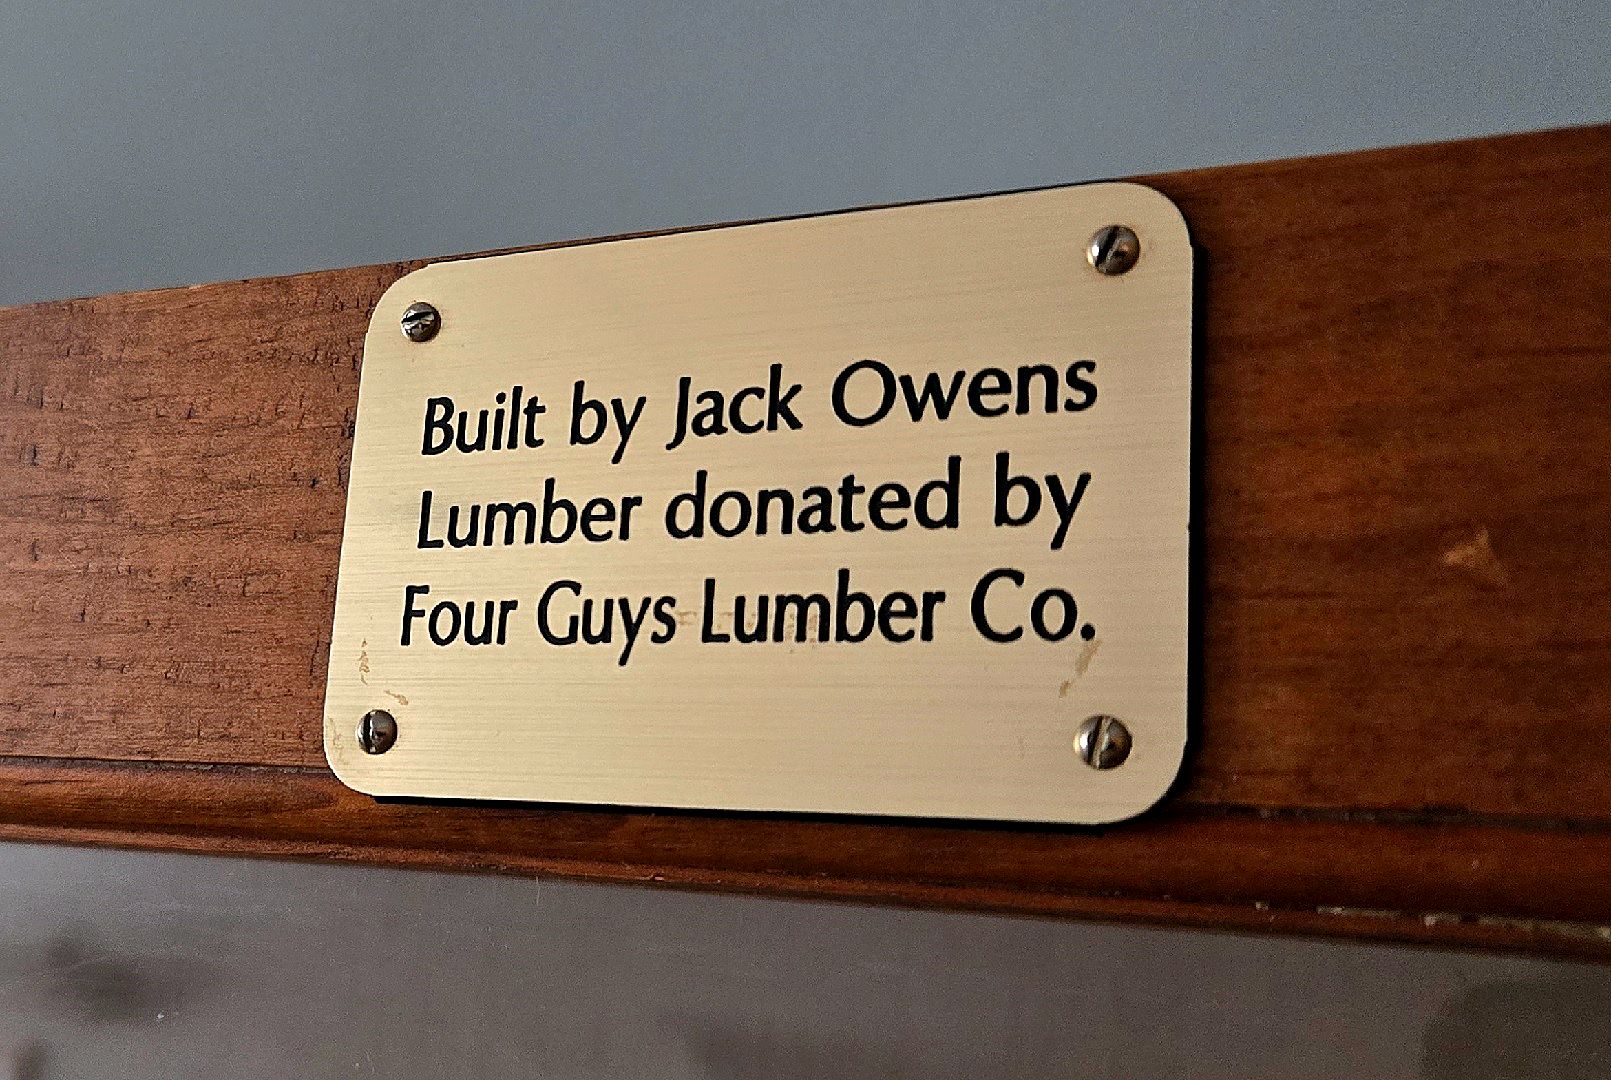 Built by Jack Owens
Lumber donated by
Four Guys Lumber Co.